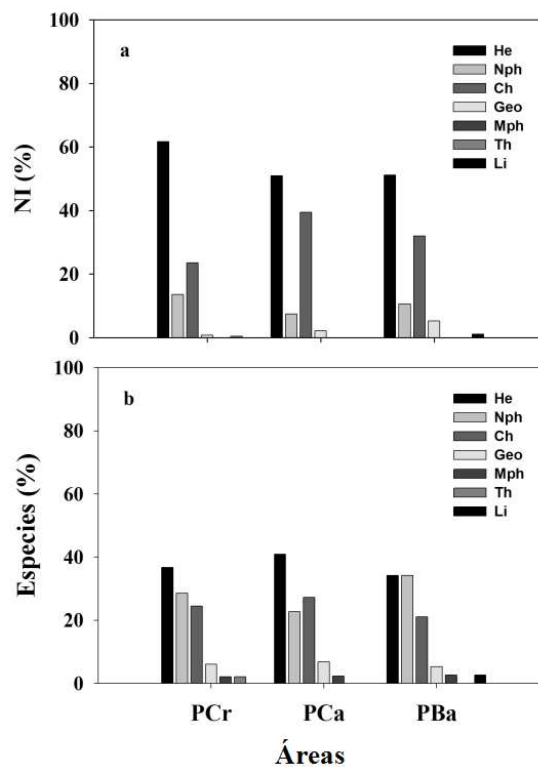 100
80
60
40
20
0
NI (%)
a
He
Nph
Ch
Geo
Mph
Th
Li
100
80
60
40
20
0
Especies (%)
b
He
Nph
Ch
Geo
Mph
Th
Li
PCr PCa PBa
Áreas